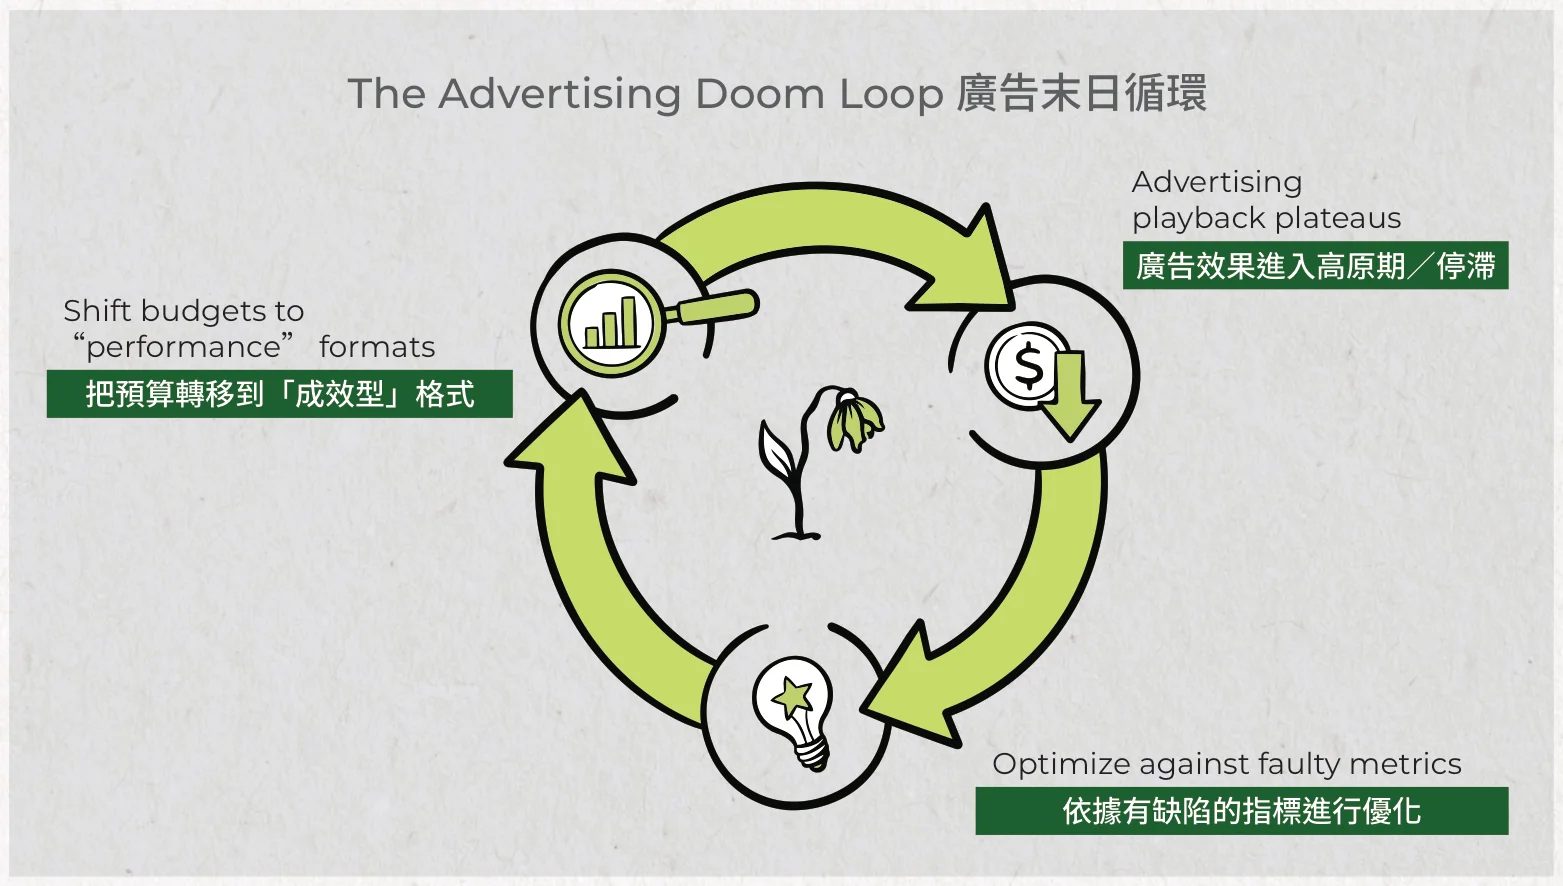 The Advertising Doom Loop 廣告末日循環
Advertising
playback plateaus
廣告效果進入高原期／停滯
Shift budgets to
“performance” formats
把預算轉移到「成效型」格式
$
Optimize against faulty metrics
依據有缺陷的指標進行優化